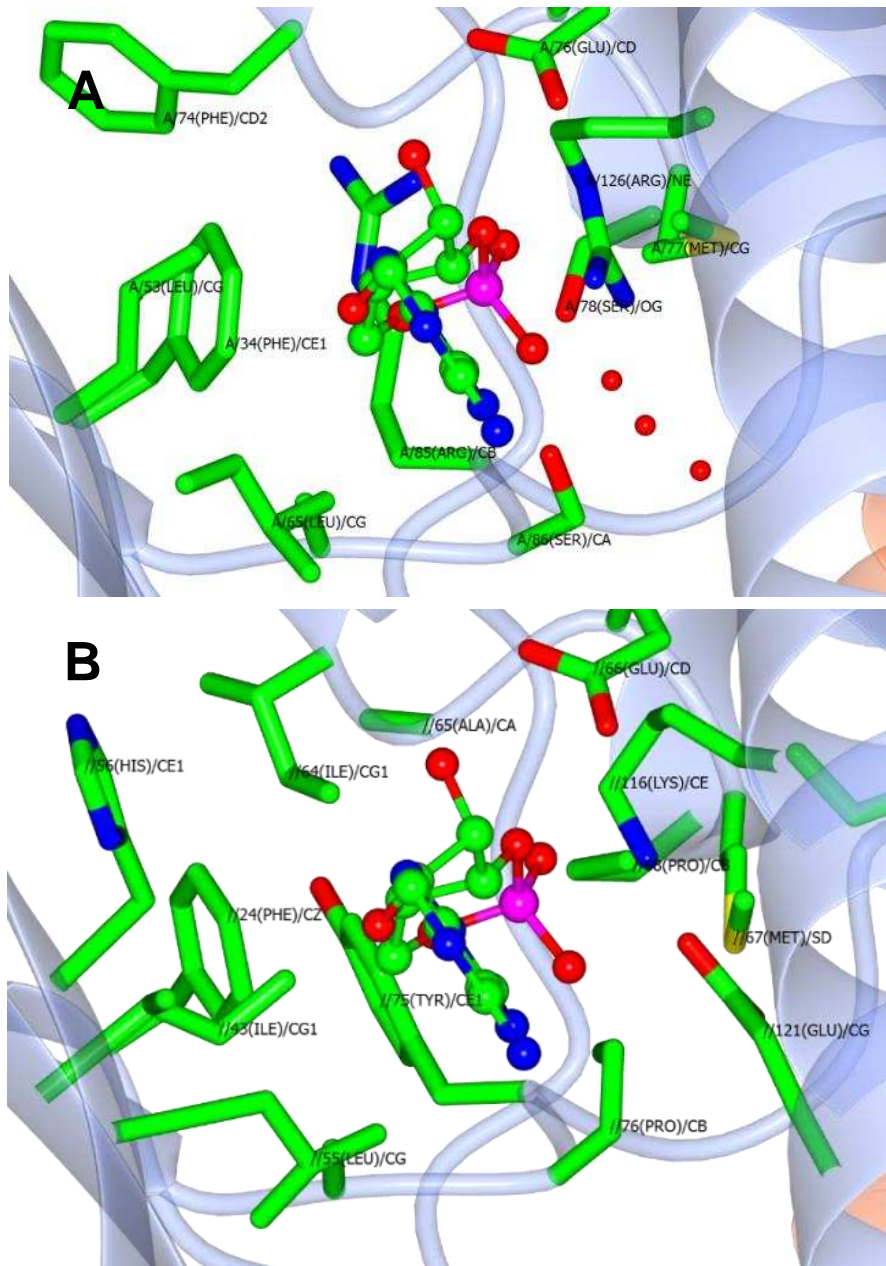 A/76(GLU)/CD
A
A/74(PHE)/CD2
A/126(ARG)/NE
A/77(MET)/CG
A/53(LEU)/CG
A/78(SER)/OG
A/34(PHE)/CE1
A/85(ARG)/CB
A/65(LEU)/CG
A/86(SER)/CA
B
//66(GLU)/CD
//65(ALA)/CA
//56(HIS)/CE1
//64(ILE)/CG1
//116(LYS)/CE
//68(PRO)/CB
//24(PHE)/CZ
//67(MET)/SD
//75(TYR)/CE1
//43(ILE)/CG1
//121(GLU)/CG
//76(PRO)/CB
//55(LEU)/CG